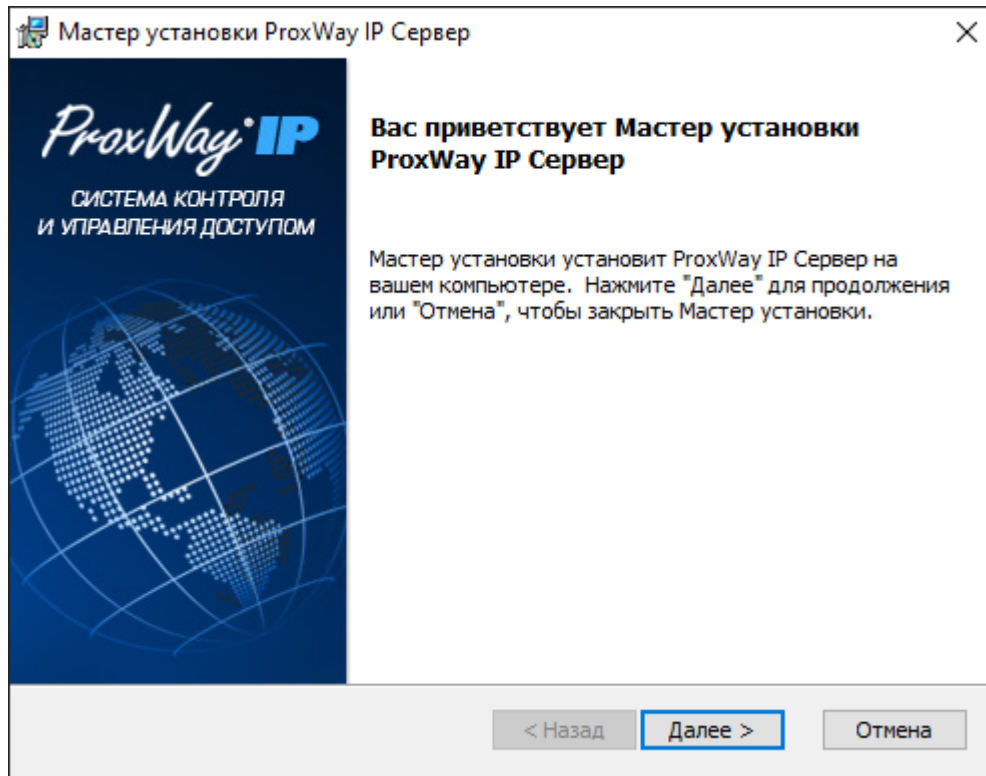 Мастер установки ProxWay IP Сервер
ProxWay IP
СИСТЕМА КОНТРОЛЯ
И УПРАВЛЕНИЯ ДОСТУПОМ
Вас приветствует Мастер установки
ProxWay IP Сервер
Мастер установки установит ProxWay IP Сервер на
вашем компьютере. Нажмите "Далее" для продолжения
или "Отмена", чтобы закрыть Мастер установки.
< Назад
Далее >
Отмена